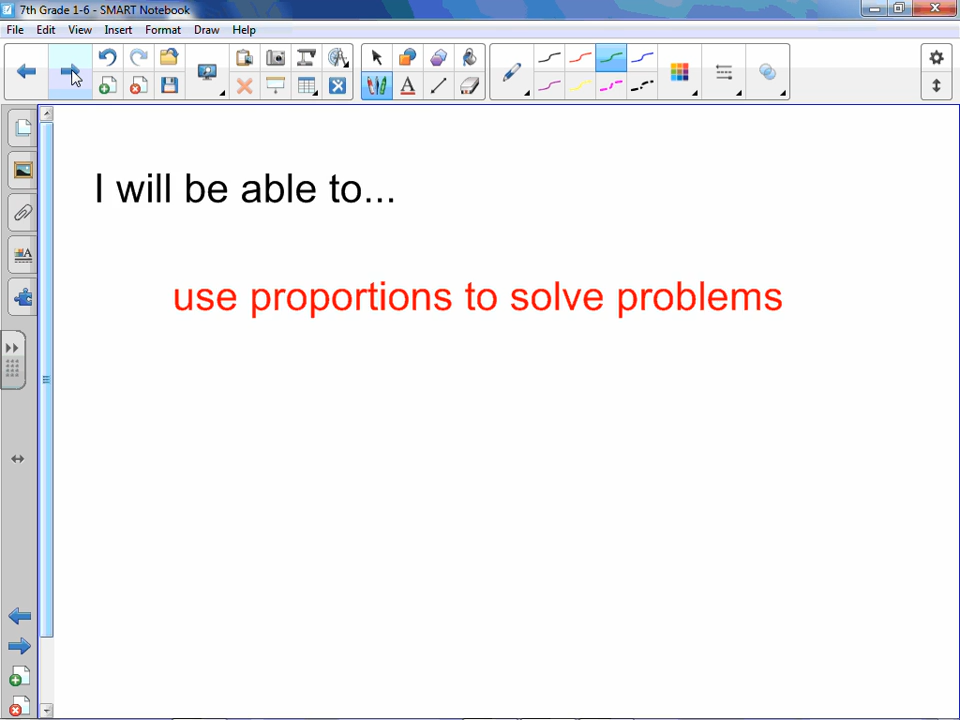 7th Grade 1-6 - SMART Notebook
File Edit View Insert Format Draw Help
I will be able to...
use proportions to solve problems